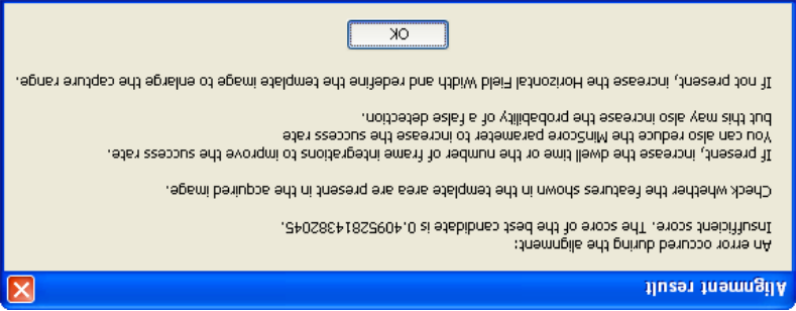 Alignment result
An error occured during the alignment:
Insufficient score. The score of the best candidate is 0.40952814382045.
Check whether the features shown in the template area are present in the acquired image.
If present, increase the dwell time or the number of frame integrations to improve the success rate.
You can also reduce the MinScore parameter to increase the success rate
but this may also increase the probability of a false detection.
If not present, increase the Horizontal Field Width and redefine the template image to enlarge the capture range.
OK